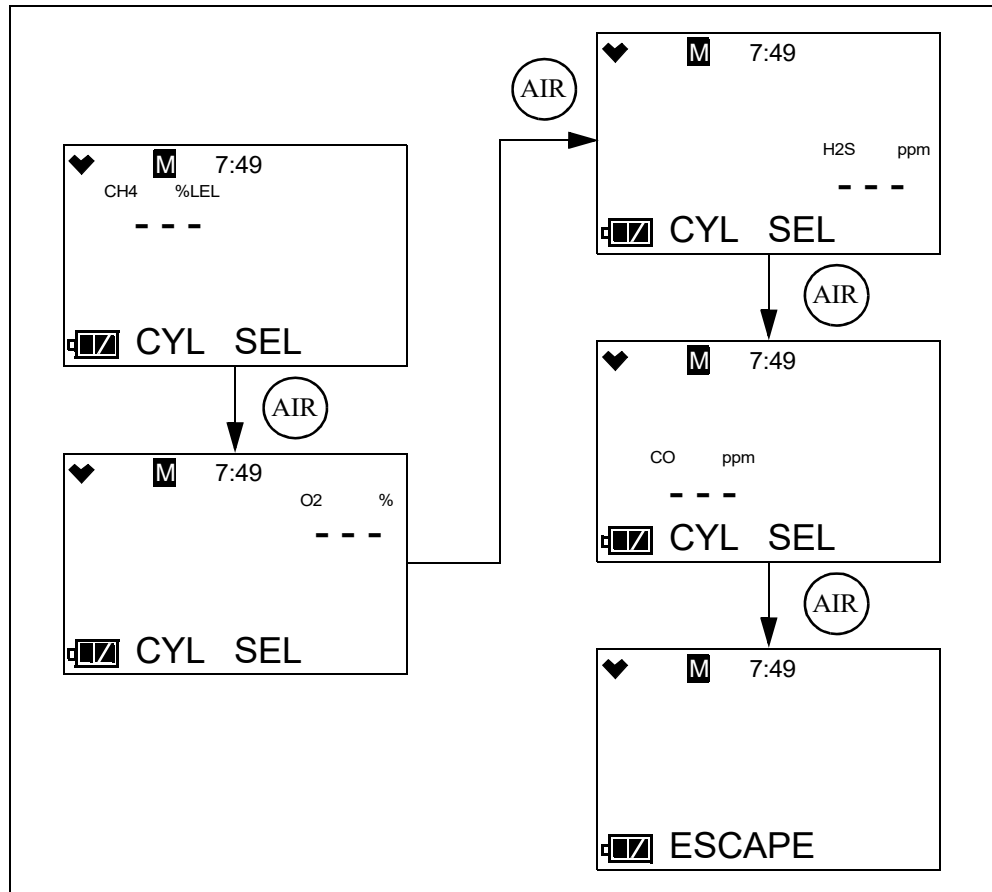 M 7:49
CH4 %LEL
- - -
CYL SEL
AIR
M 7:49
O2 %
- - -
CYL SEL
AIR
M 7:49
H2S ppm
- - -
CYL SEL
AIR
M 7:49
CO ppm
- - -
CYL SEL
AIR
M 7:49
ESCAPE